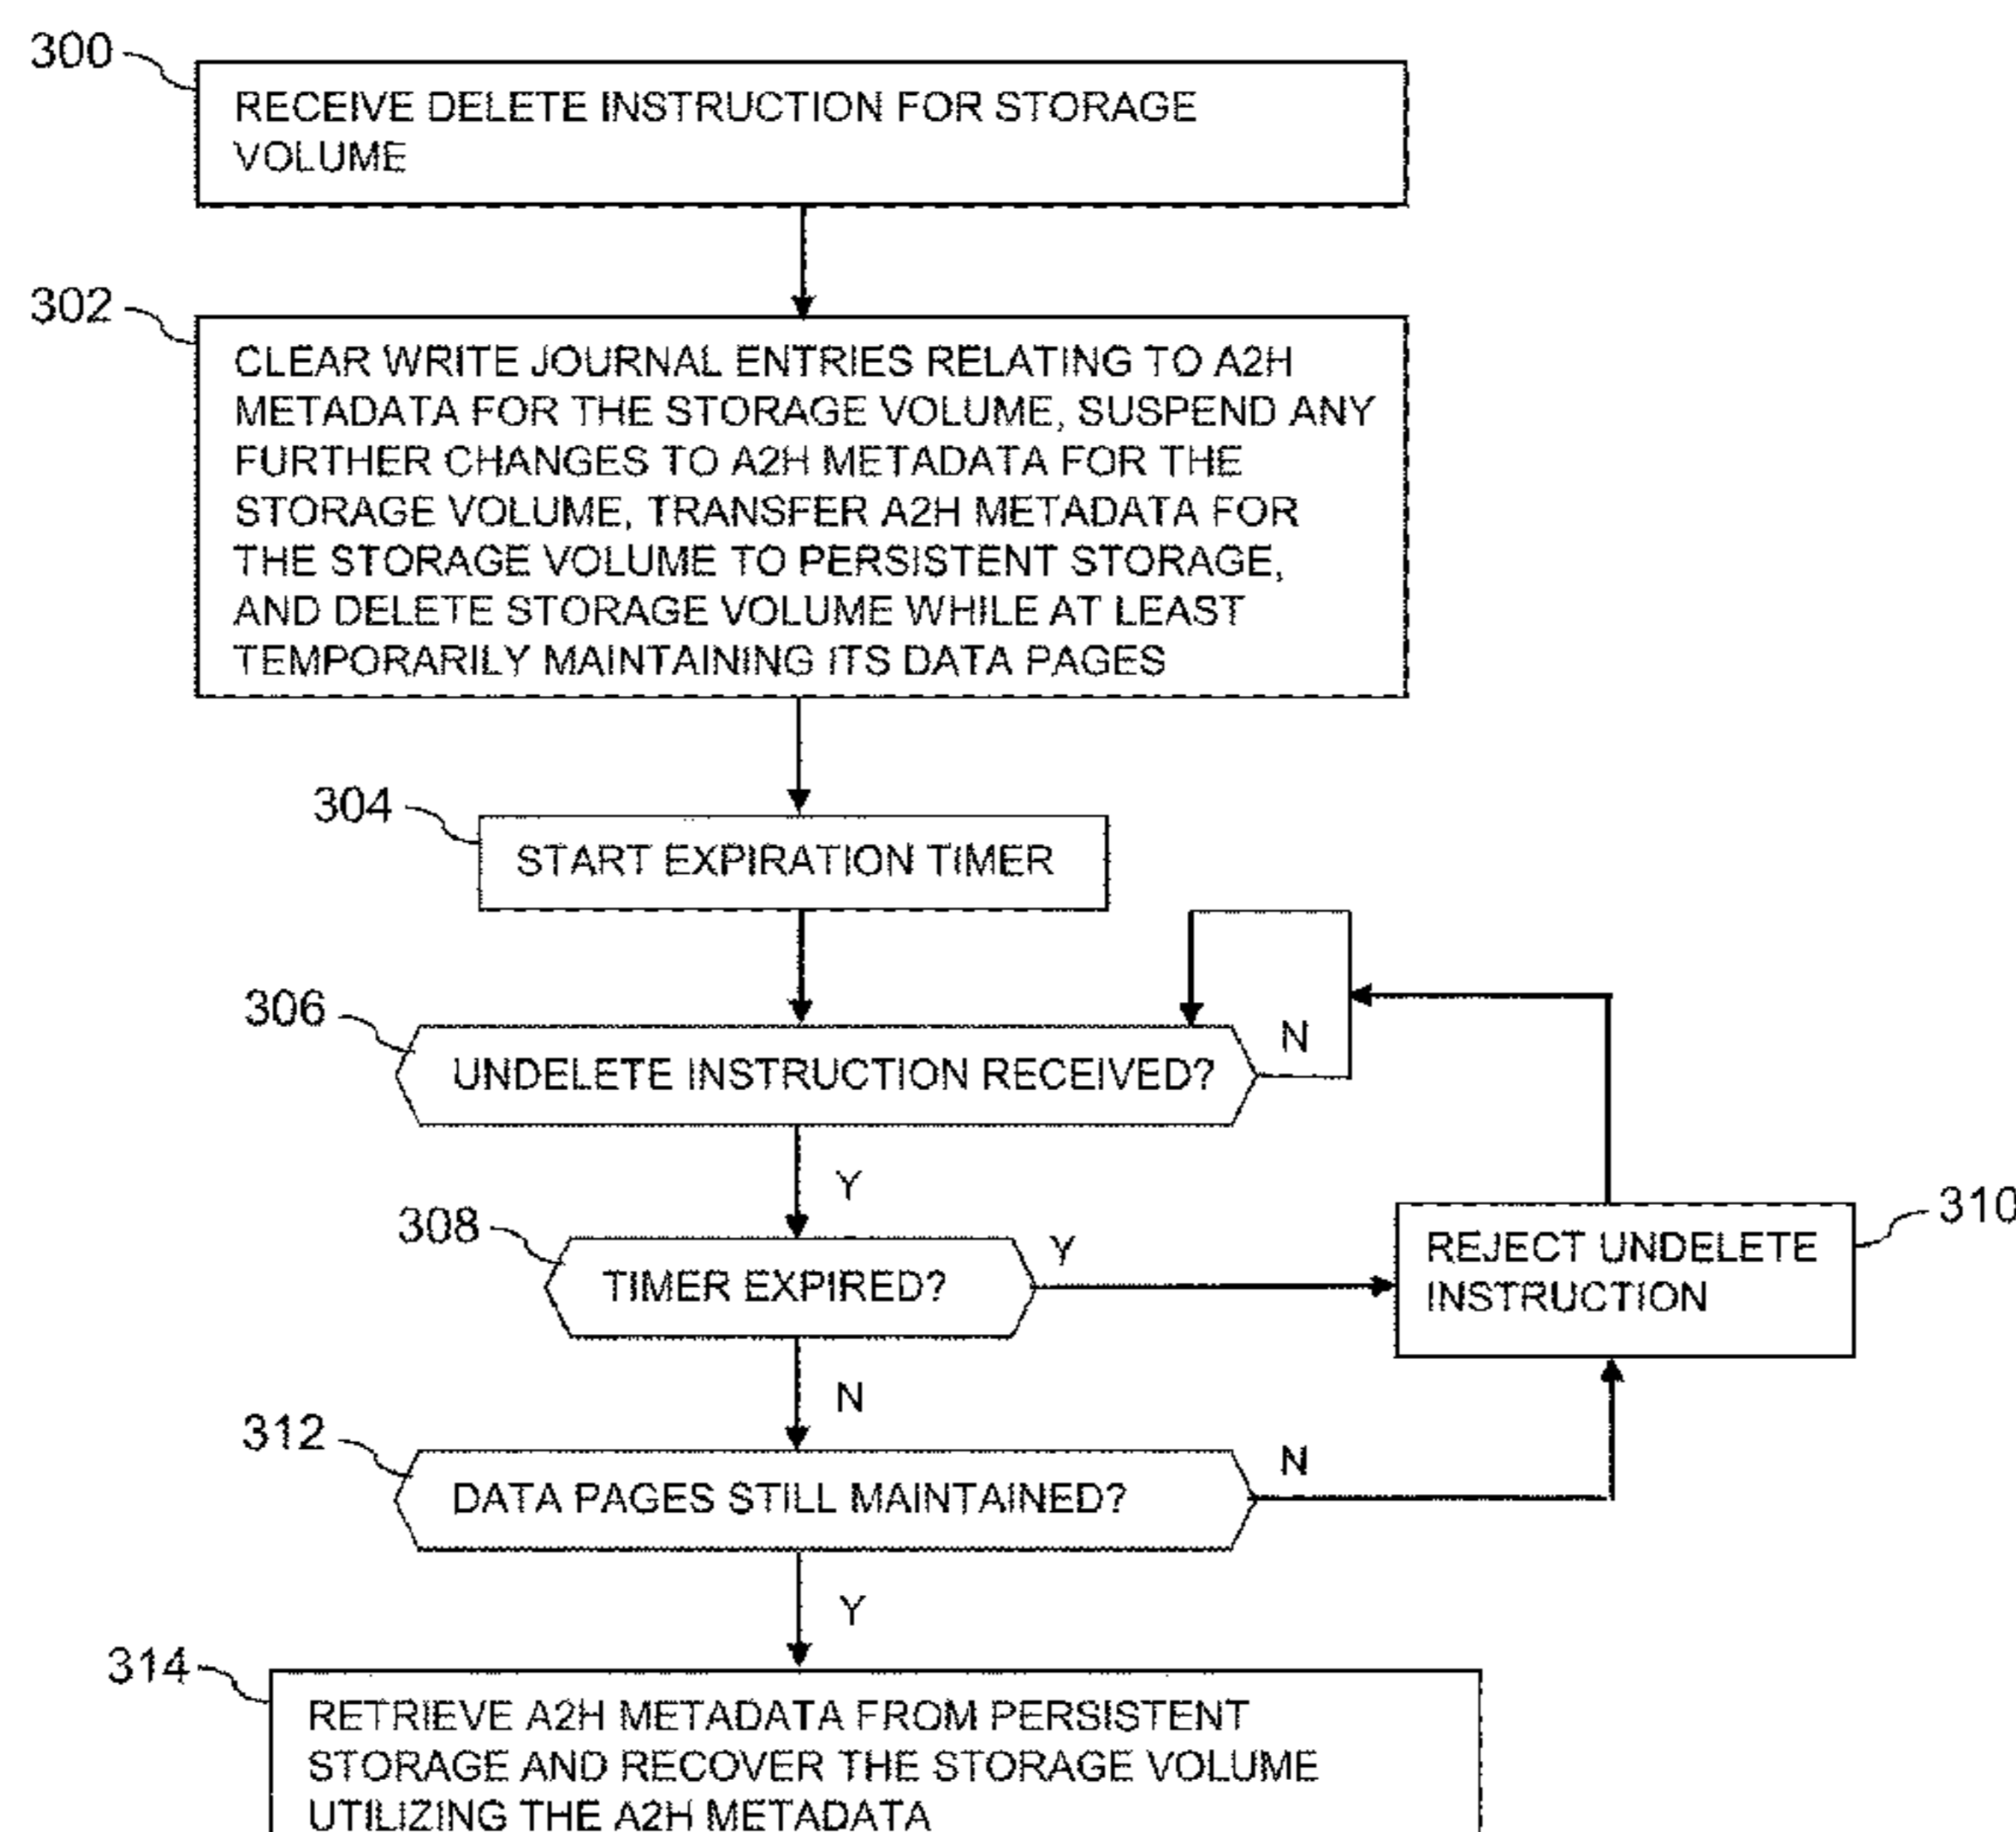 300
RECEIVE DELETE INSTRUCTION FOR STORAGE
VOLUME
302
CLEAR WRITE JOURNAL ENTRIES RELATING TO A2H
METADATA FOR THE STORAGE VOLUME, SUSPEND ANY
FURTHER CHANGES TO A2H METADATA FOR THE
STORAGE VOLUME, TRANSFER A2H METADATA FOR
THE STORAGE VOLUME TO PERSISTENT STORAGE,
AND DELETE STORAGE VOLUME WHILE AT LEAST
TEMPORARILY MAINTAINING ITS DATA PAGES
304
START EXPIRATION TIMER
306
UNDELETE INSTRUCTION RECEIVED?
N
Y
308
TIMER EXPIRED?
Y
310
REJECT UNDELETE
INSTRUCTION
N
312
DATA PAGES STILL MAINTAINED?
N
Y
314
RETRIEVE A2H METADATA FROM PERSISTENT
STORAGE AND RECOVER THE STORAGE VOLUME
UTILIZING THE A2H METADATA